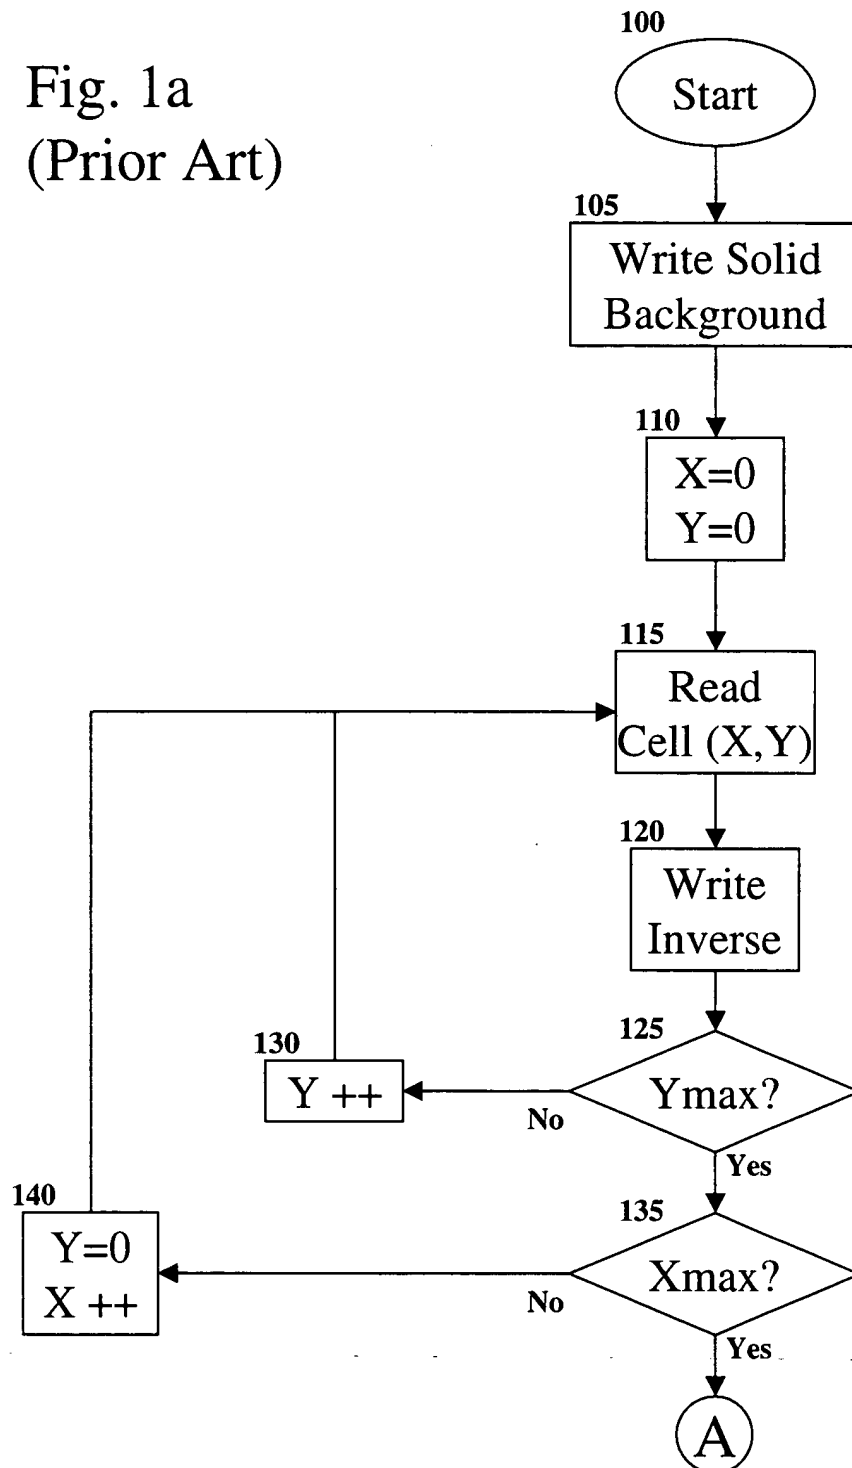 Fig. 1a
(Prior Art)
100
Start
105
Write Solid
Background
110
X=0
Y=0
115
Read
Cell (X,Y)
120
Write
Inverse
125
Ymax?
No
Yes
130
Y ++
135
Xmax?
No
Yes
140
Y=0
X ++
A